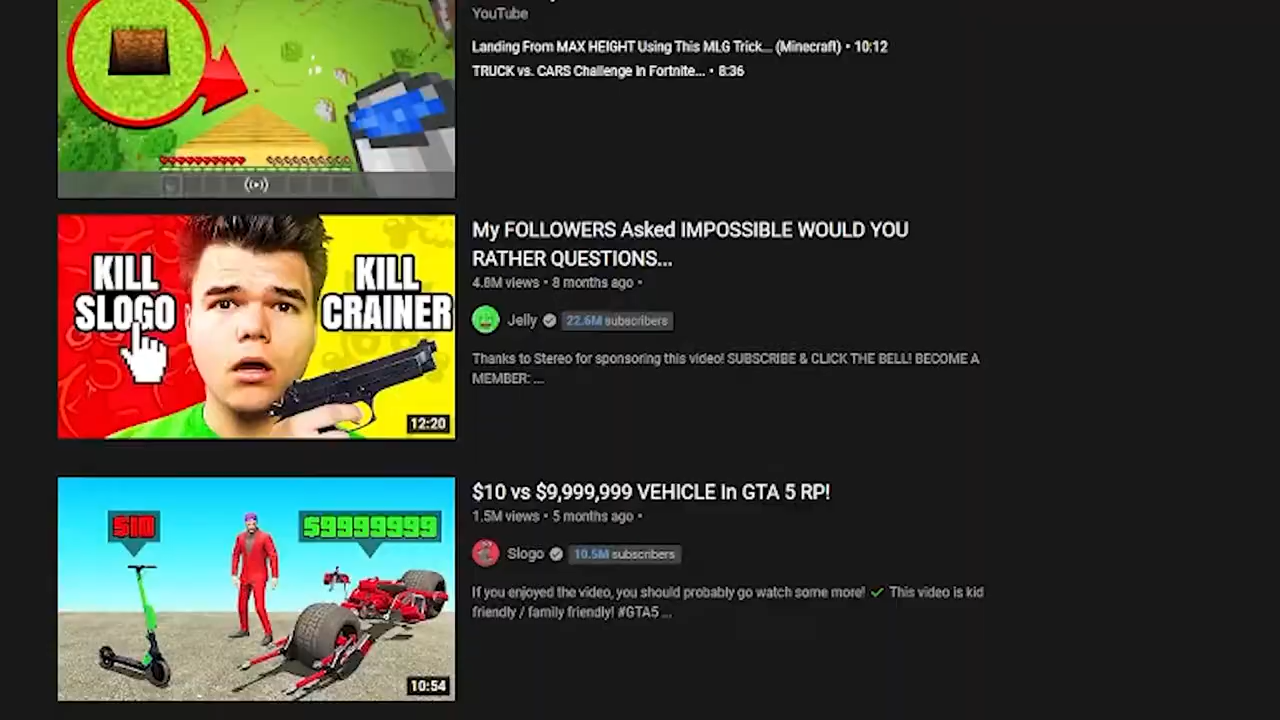 YouTube
Landing From MAX HEIGHT Using This MLG Trick... (Minecraft) • 10:12
TRUCK vs. CARS Challenge in Fortnite... • 8:36
KILL SLOGO
KILL CRAINER
12:20
My FOLLOWERS Asked IMPOSSIBLE WOULD YOU
RATHER QUESTIONS...
4.8M views • 8 months ago •
Jelly 22.6M subscribers
Thanks to Stereo for sponsoring this video! SUBSCRIBE & CLICK THE BELL! BECOME A
MEMBER: ...
$10
$9999999
10:54
$10 vs $9,999,999 VEHICLE In GTA 5 RP!
1.5M views • 5 months ago •
Slogo 10.5M subscribers
If you enjoyed the video, you should probably go watch some more! ✓ This video is kid
friendly / family friendly! #GTA5 ...